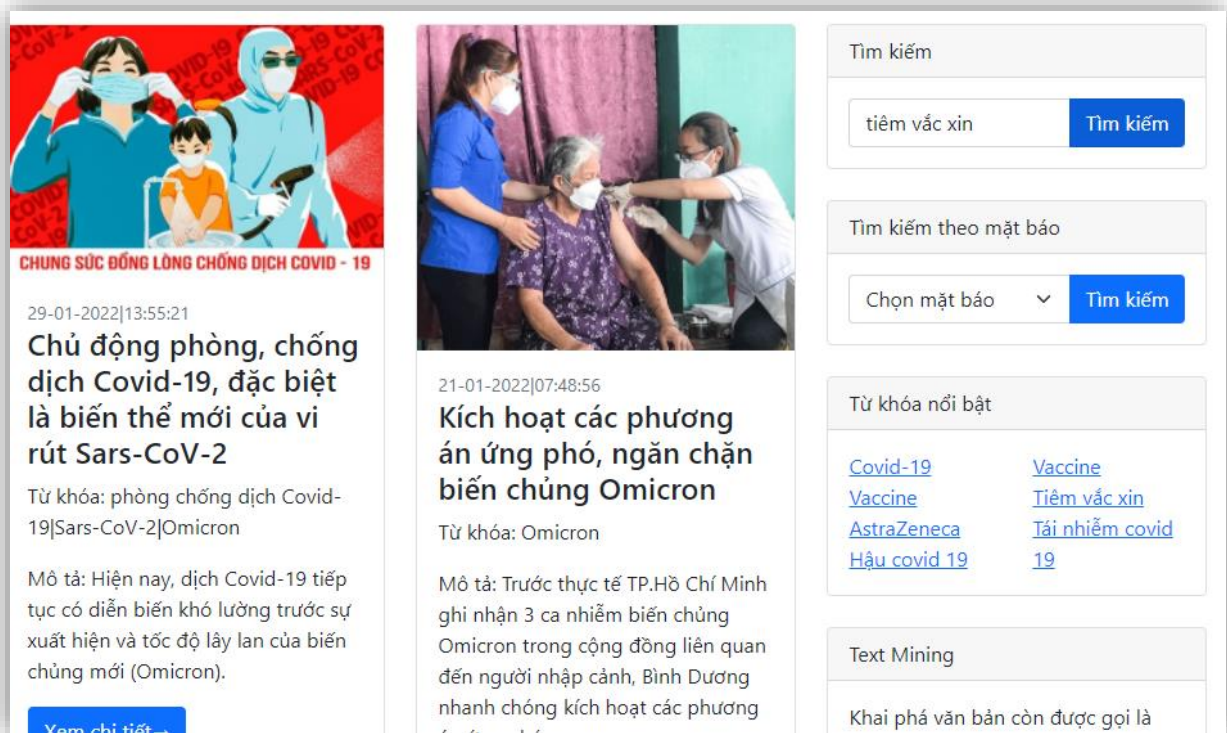 CHUNG SỨC ĐỒNG LÒNG CHỐNG DỊCH COVID - 19
29-01-2022|13:55:21
Chủ động phòng, chống
dịch Covid-19, đặc biệt
là biến thể mới của vi
rút Sars-CoV-2
Từ khóa: phòng chống dịch Covid-
19|Sars-CoV-2|Omicron
Mô tả: Hiện nay, dịch Covid-19 tiếp
tục có diễn biến khó lường trước sự
xuất hiện và tốc độ lây lan của biến
chủng mới (Omicron).
Xem chi tiết→
21-01-2022|07:48:56
Kích hoạt các phương
án ứng phó, ngăn chặn
biến chủng Omicron
Từ khóa: Omicron
Mô tả: Trước thực tế TP.Hồ Chí Minh
ghi nhận 3 ca nhiễm biến chủng
Omicron trong cộng đồng liên quan
đến người nhập cảnh, Bình Dương
nhanh chóng kích hoạt các phương
Tìm kiếm
tiêm vắc xin
Tìm kiếm
Tìm kiếm theo mặt báo
Chọn mặt báo
Tìm kiếm
Từ khóa nổi bật
Covid-19
Vaccine
AstraZeneca
Hậu covid 19
Vaccine
Tiêm vắc xin
Tái nhiễm covid
19
Text Mining
Khai phá văn bản còn được gọi là